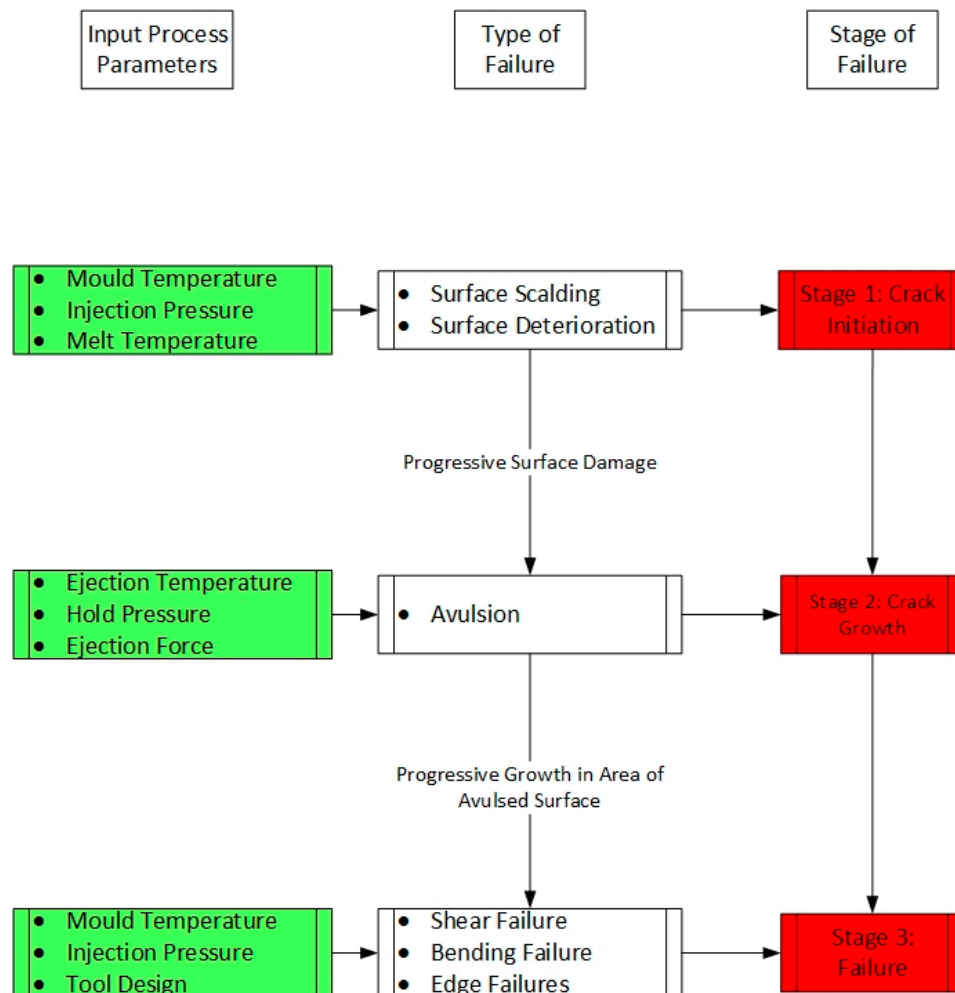 Input Process
Parameters
Type of
Failure
Stage of
Failure
• Mould Temperature
• Injection Pressure
• Melt Temperature
• Surface Scalding
• Surface Deterioration
Stage 1: Crack
Initiation
Progressive Surface Damage
• Ejection Temperature
• Hold Pressure
• Ejection Force
• Avulsion
Stage 2: Crack
Growth
Progressive Growth in Area of
Avulsed Surface
• Mould Temperature
• Injection Pressure
• Tool Design
• Shear Failure
• Bending Failure
• Edge Failures
Stage 3:
Failure